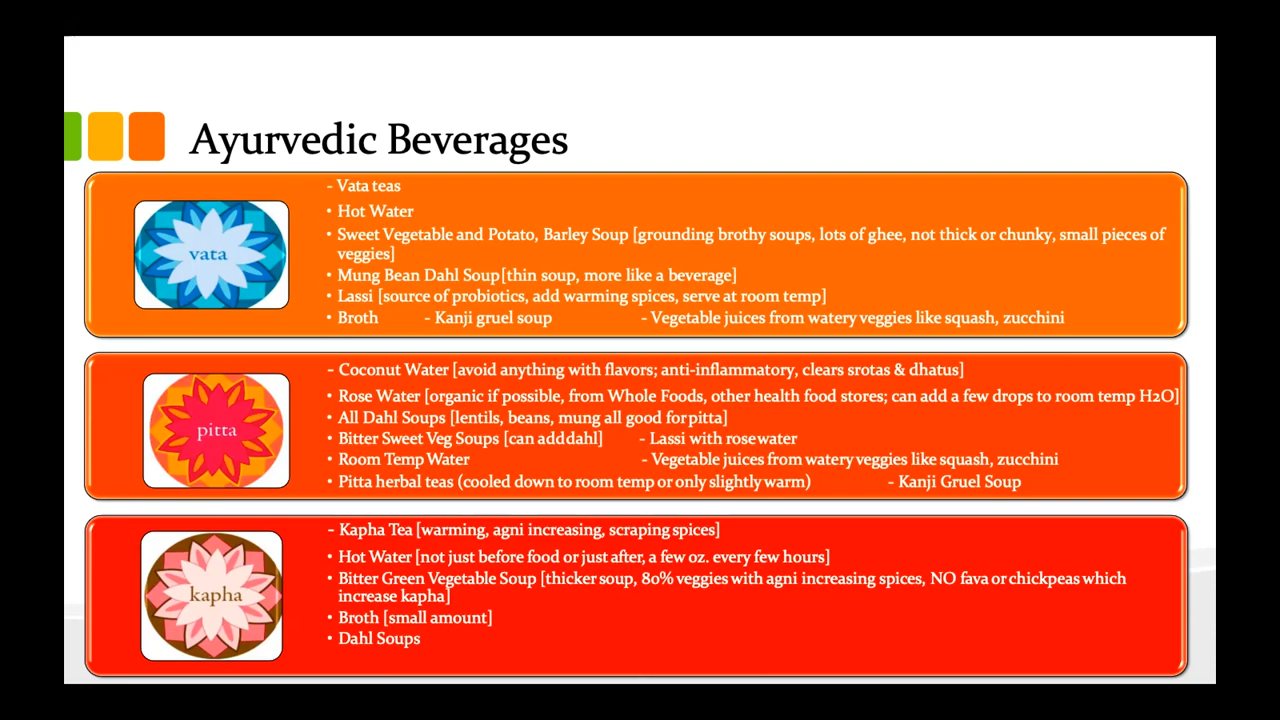 Ayurvedic Beverages
vata
- Vata teas
• Hot Water
• Sweet Vegetable and Potato, Barley Soup [grounding brothy soups, lots of ghee, not thick or chunky, small pieces of
veggies]
• Mung Bean Dahl Soup[thin soup, more like a beverage]
• Lassi [source of probiotics, add warming spices, serve at room temp]
• Broth - Kanji gruel soup - Vegetable juices from watery veggies like squash, zucchini
pitta
- Coconut Water [avoid anything with flavors; anti-inflammatory, clears srotas & dhatus]
• Rose Water [organic if possible, from Whole Foods, other health food stores; can add a few drops to room temp H2O]
• All Dahl Soups [lentils, beans, mung all good for pitta]
• Bitter Sweet Veg Soups [can add dahl] - Lassi with rose water
• Room Temp Water - Vegetable juices from watery veggies like squash, zucchini
• Pitta herbal teas (cooled down to room temp or only slightly warm) - Kanji Gruel Soup
kapha
- Kapha Tea [warming, agni increasing, scraping spices]
• Hot Water [not just before food or just after, a few oz. every few hours]
• Bitter Green Vegetable Soup [thicker soup, 80% veggies with agni increasing spices, NO fava or chickpeas which
increase kapha]
• Broth [small amount]
• Dahl Soups